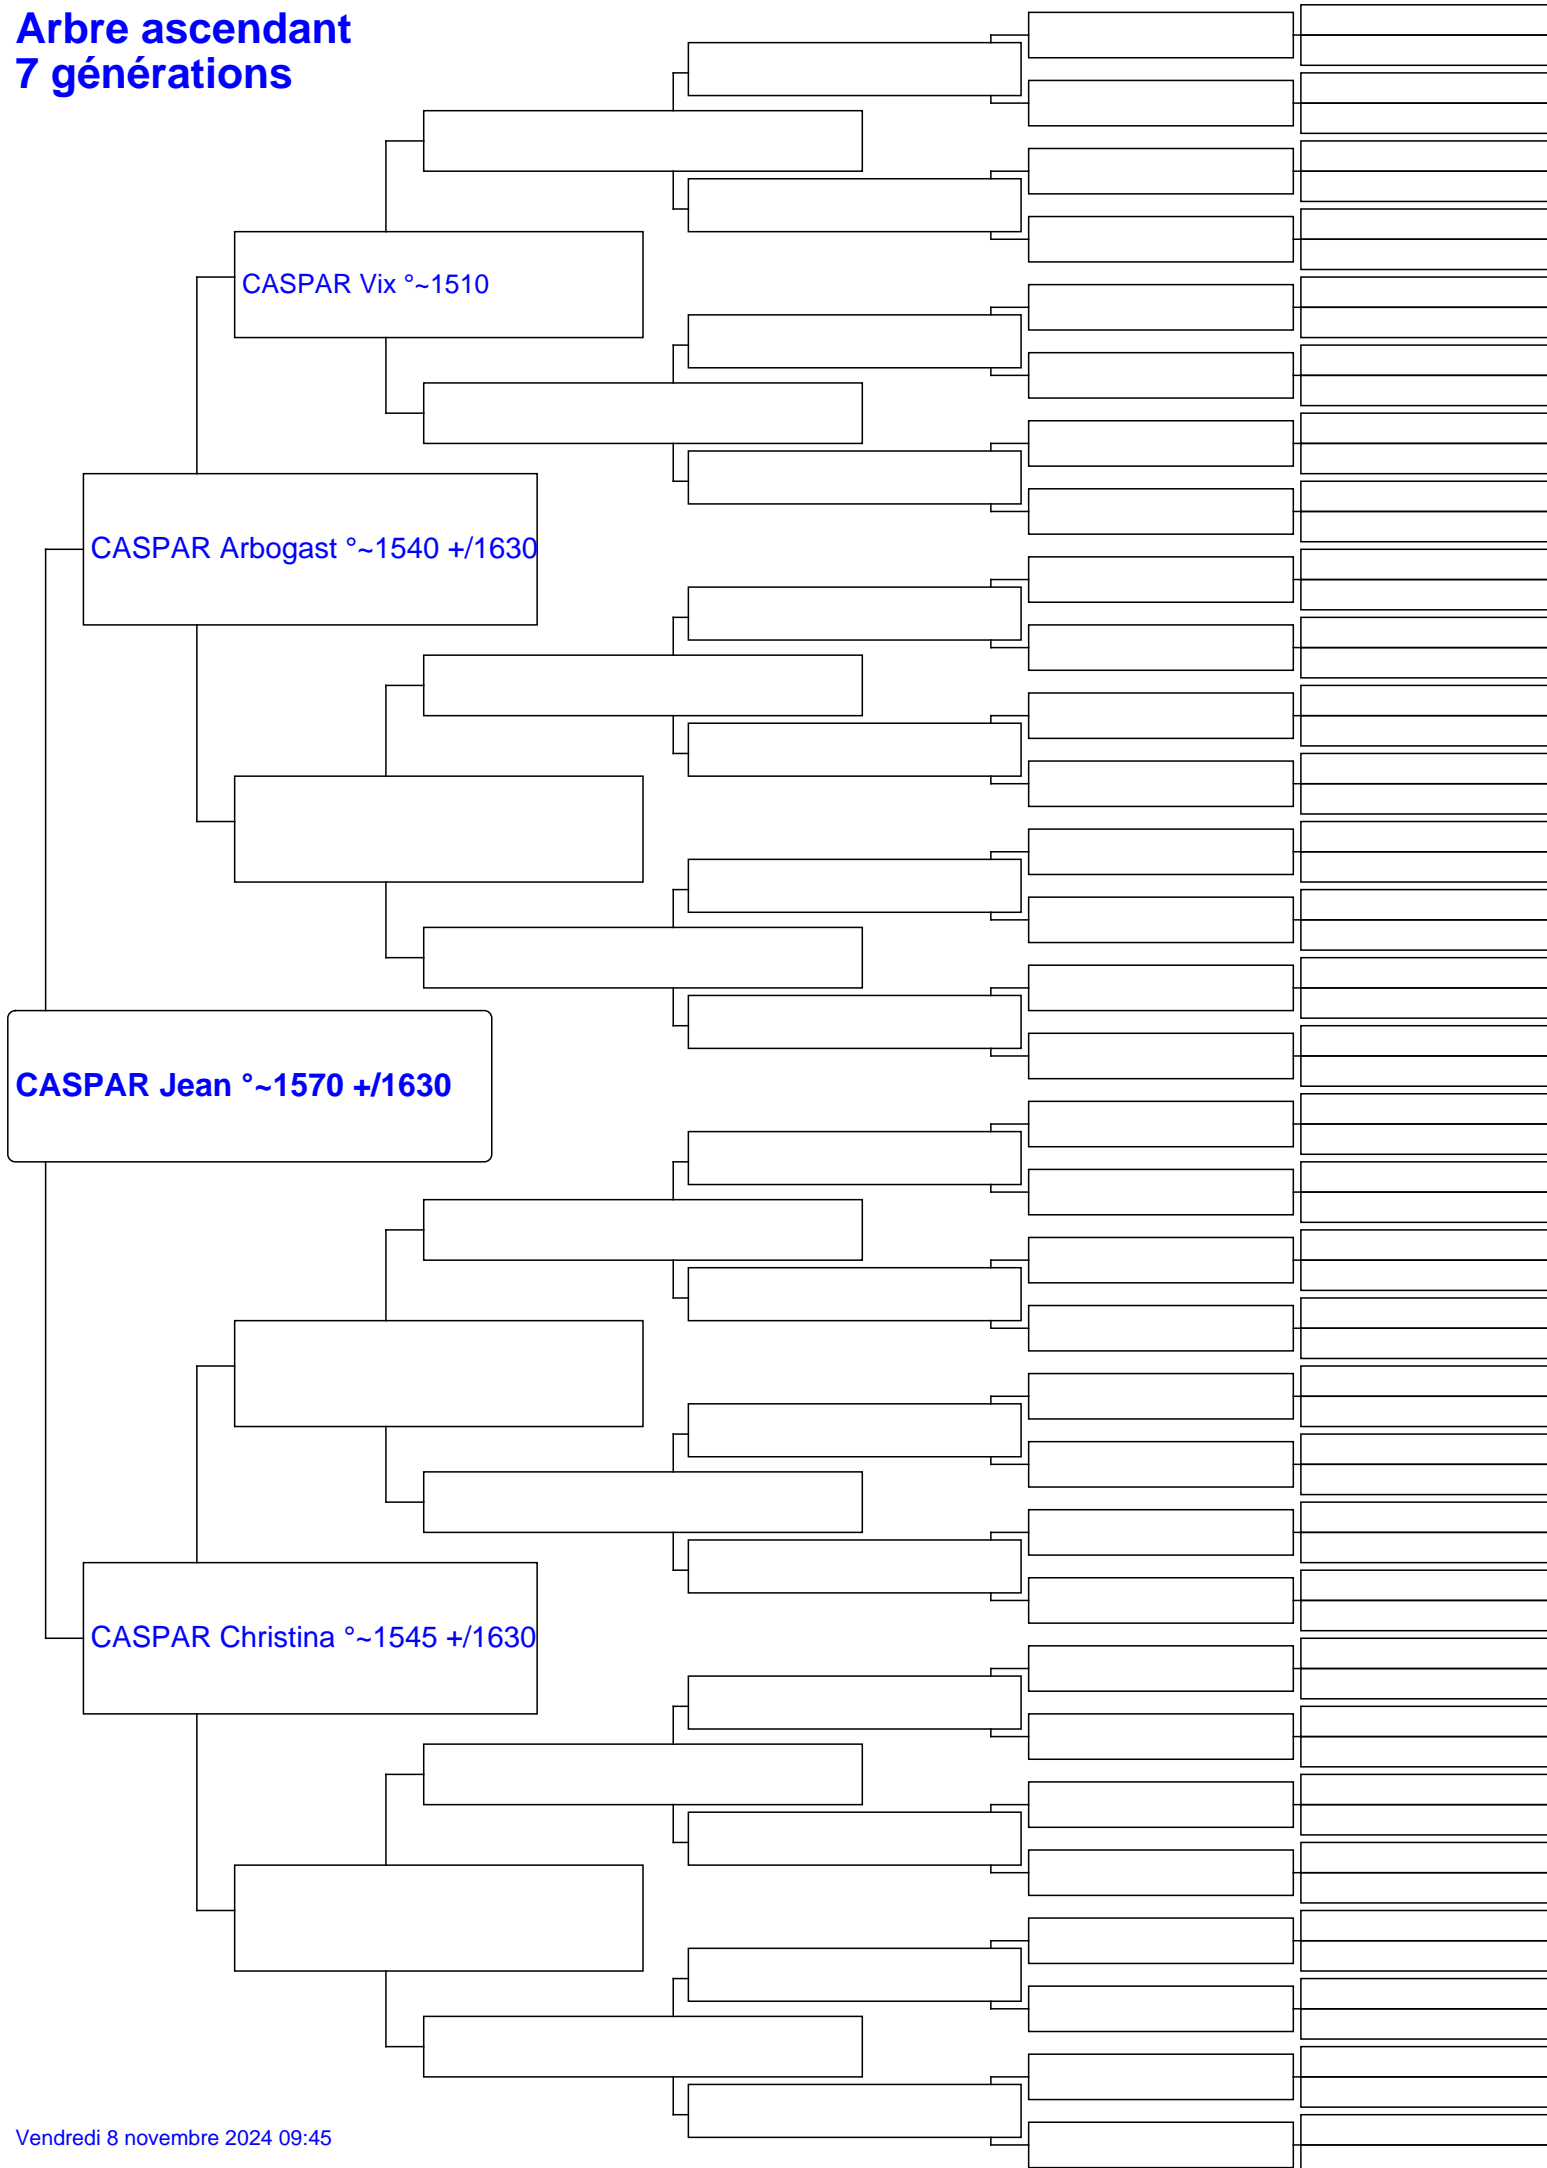 Arbre ascendant
7 générations
CASPAR Vix °~1510
CASPAR Arbogast °~1540 +/1630
CASPAR Jean °~1570 +/1630
CASPAR Christina °~1545 +/1630
Vendredi 8 novembre 2024 09:45